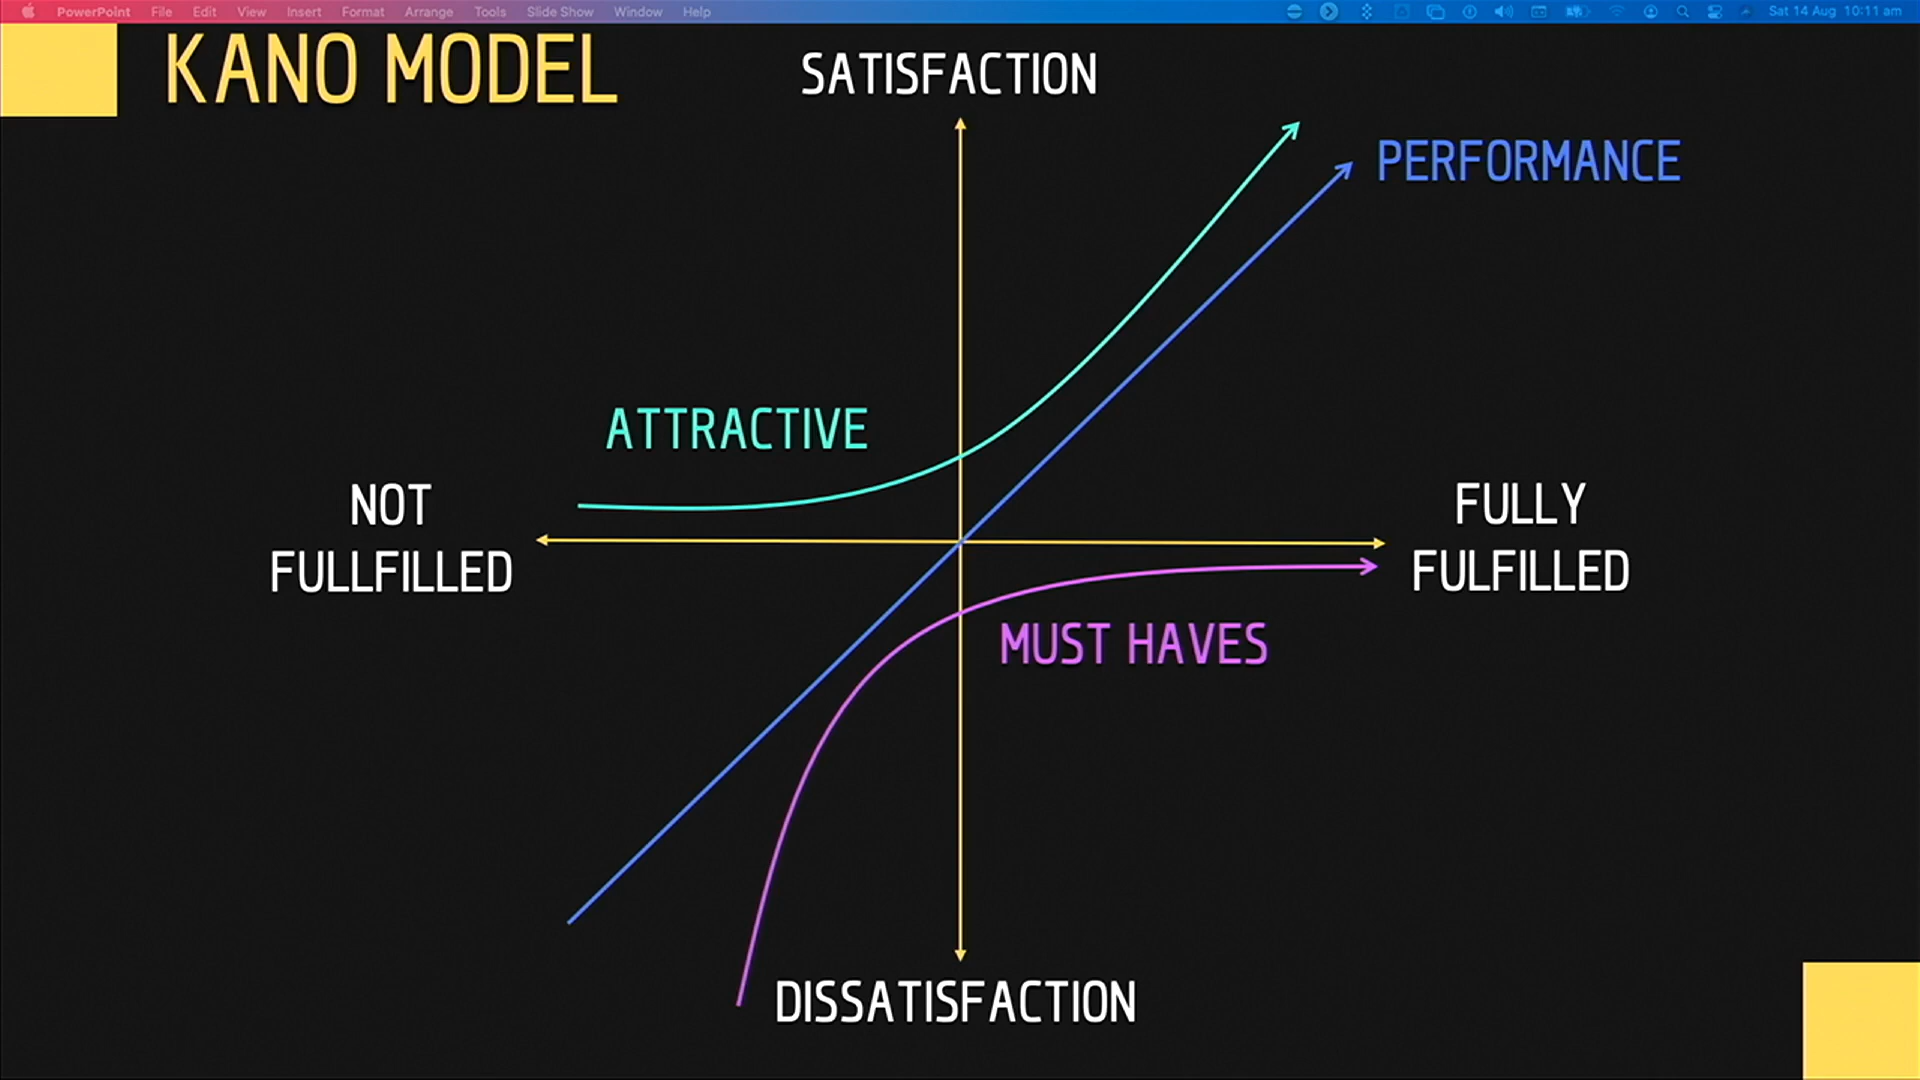 PowerPoint File Edit View Insert Format Arrange Tools Slide Show Window Help Sat 14 Aug 10:11 am
KANO MODEL
SATISFACTION
PERFORMANCE
ATTRACTIVE
NOT
FULLFILLED
FULLY
FULFILLED
MUST HAVES
DISSATISFACTION